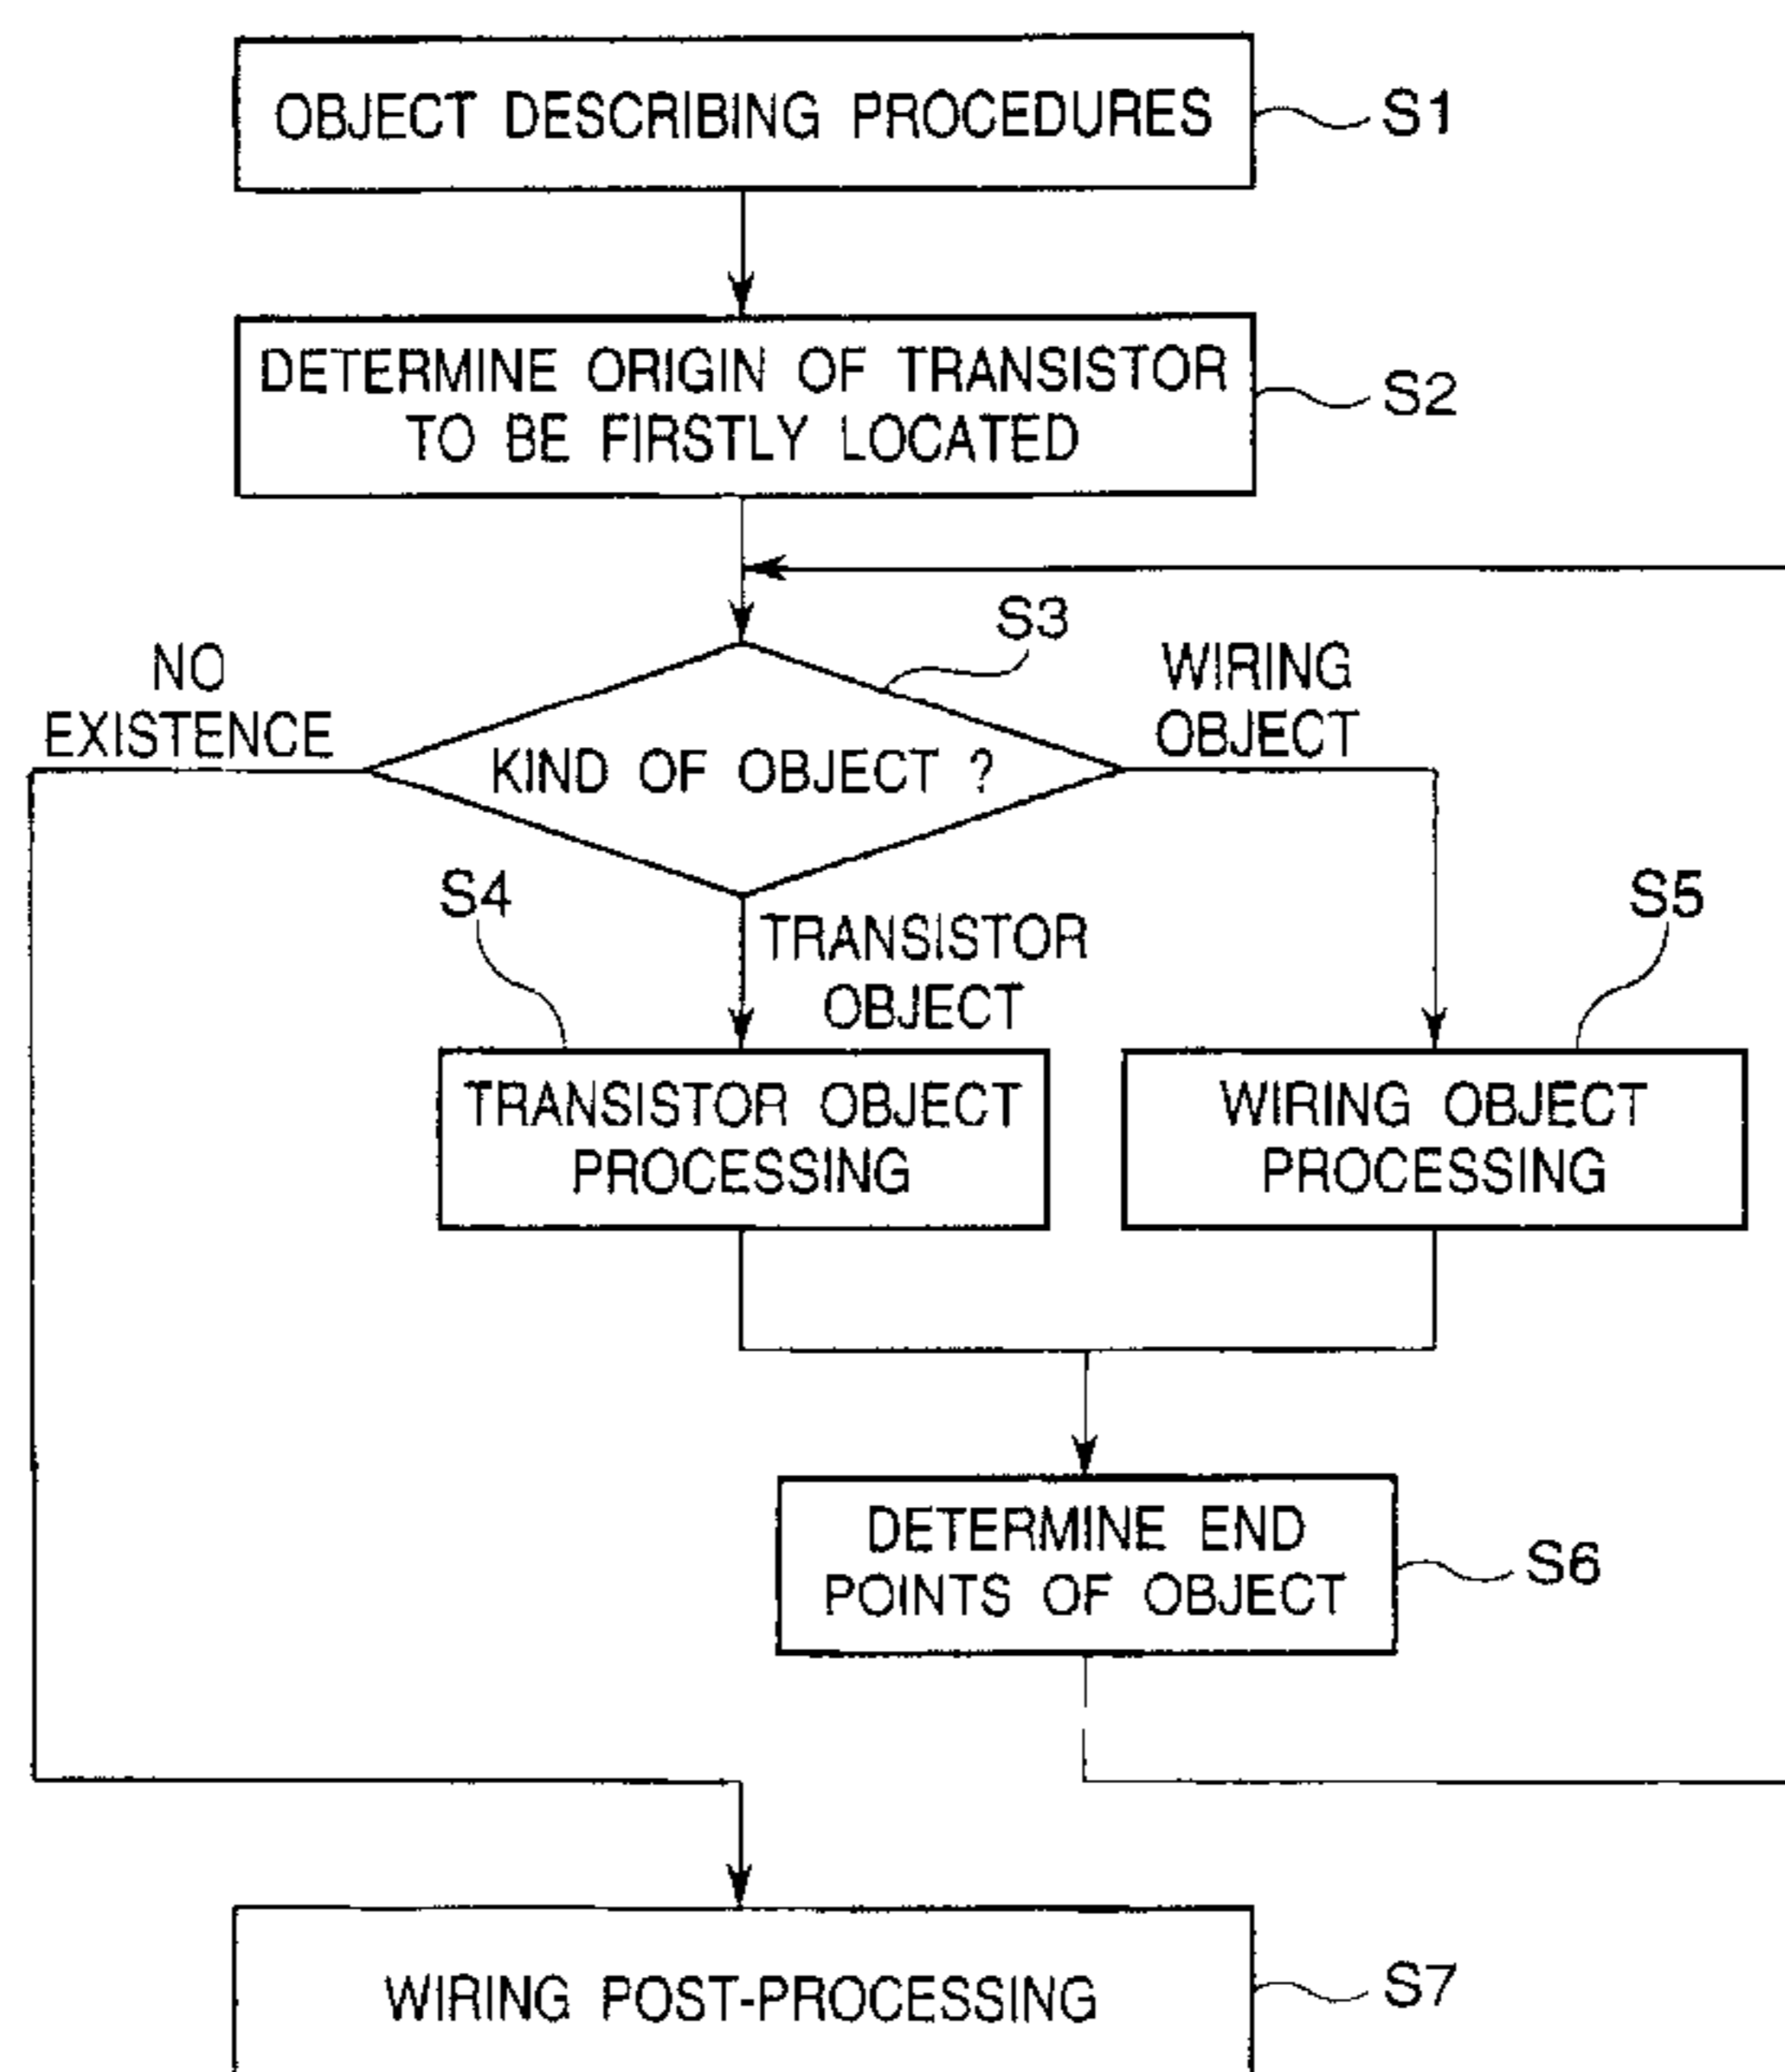 OBJECT DESCRIBING PROCEDURES
S1
DETERMINE ORIGIN OF TRANSISTOR
TO BE FIRSTLY LOCATED
S2
S3
NO
EXISTENCE
KIND OF OBJECT ?
WIRING
OBJECT
S4
TRANSISTOR
OBJECT
S5
TRANSISTOR OBJECT
PROCESSING
WIRING OBJECT
PROCESSING
DETERMINE END
POINTS OF OBJECT
S6
WIRING POST-PROCESSING
S7